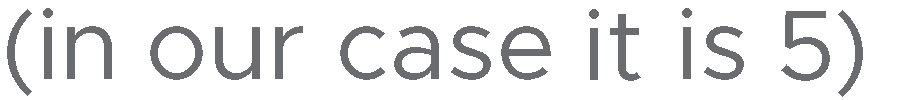 (in our case it is 5)